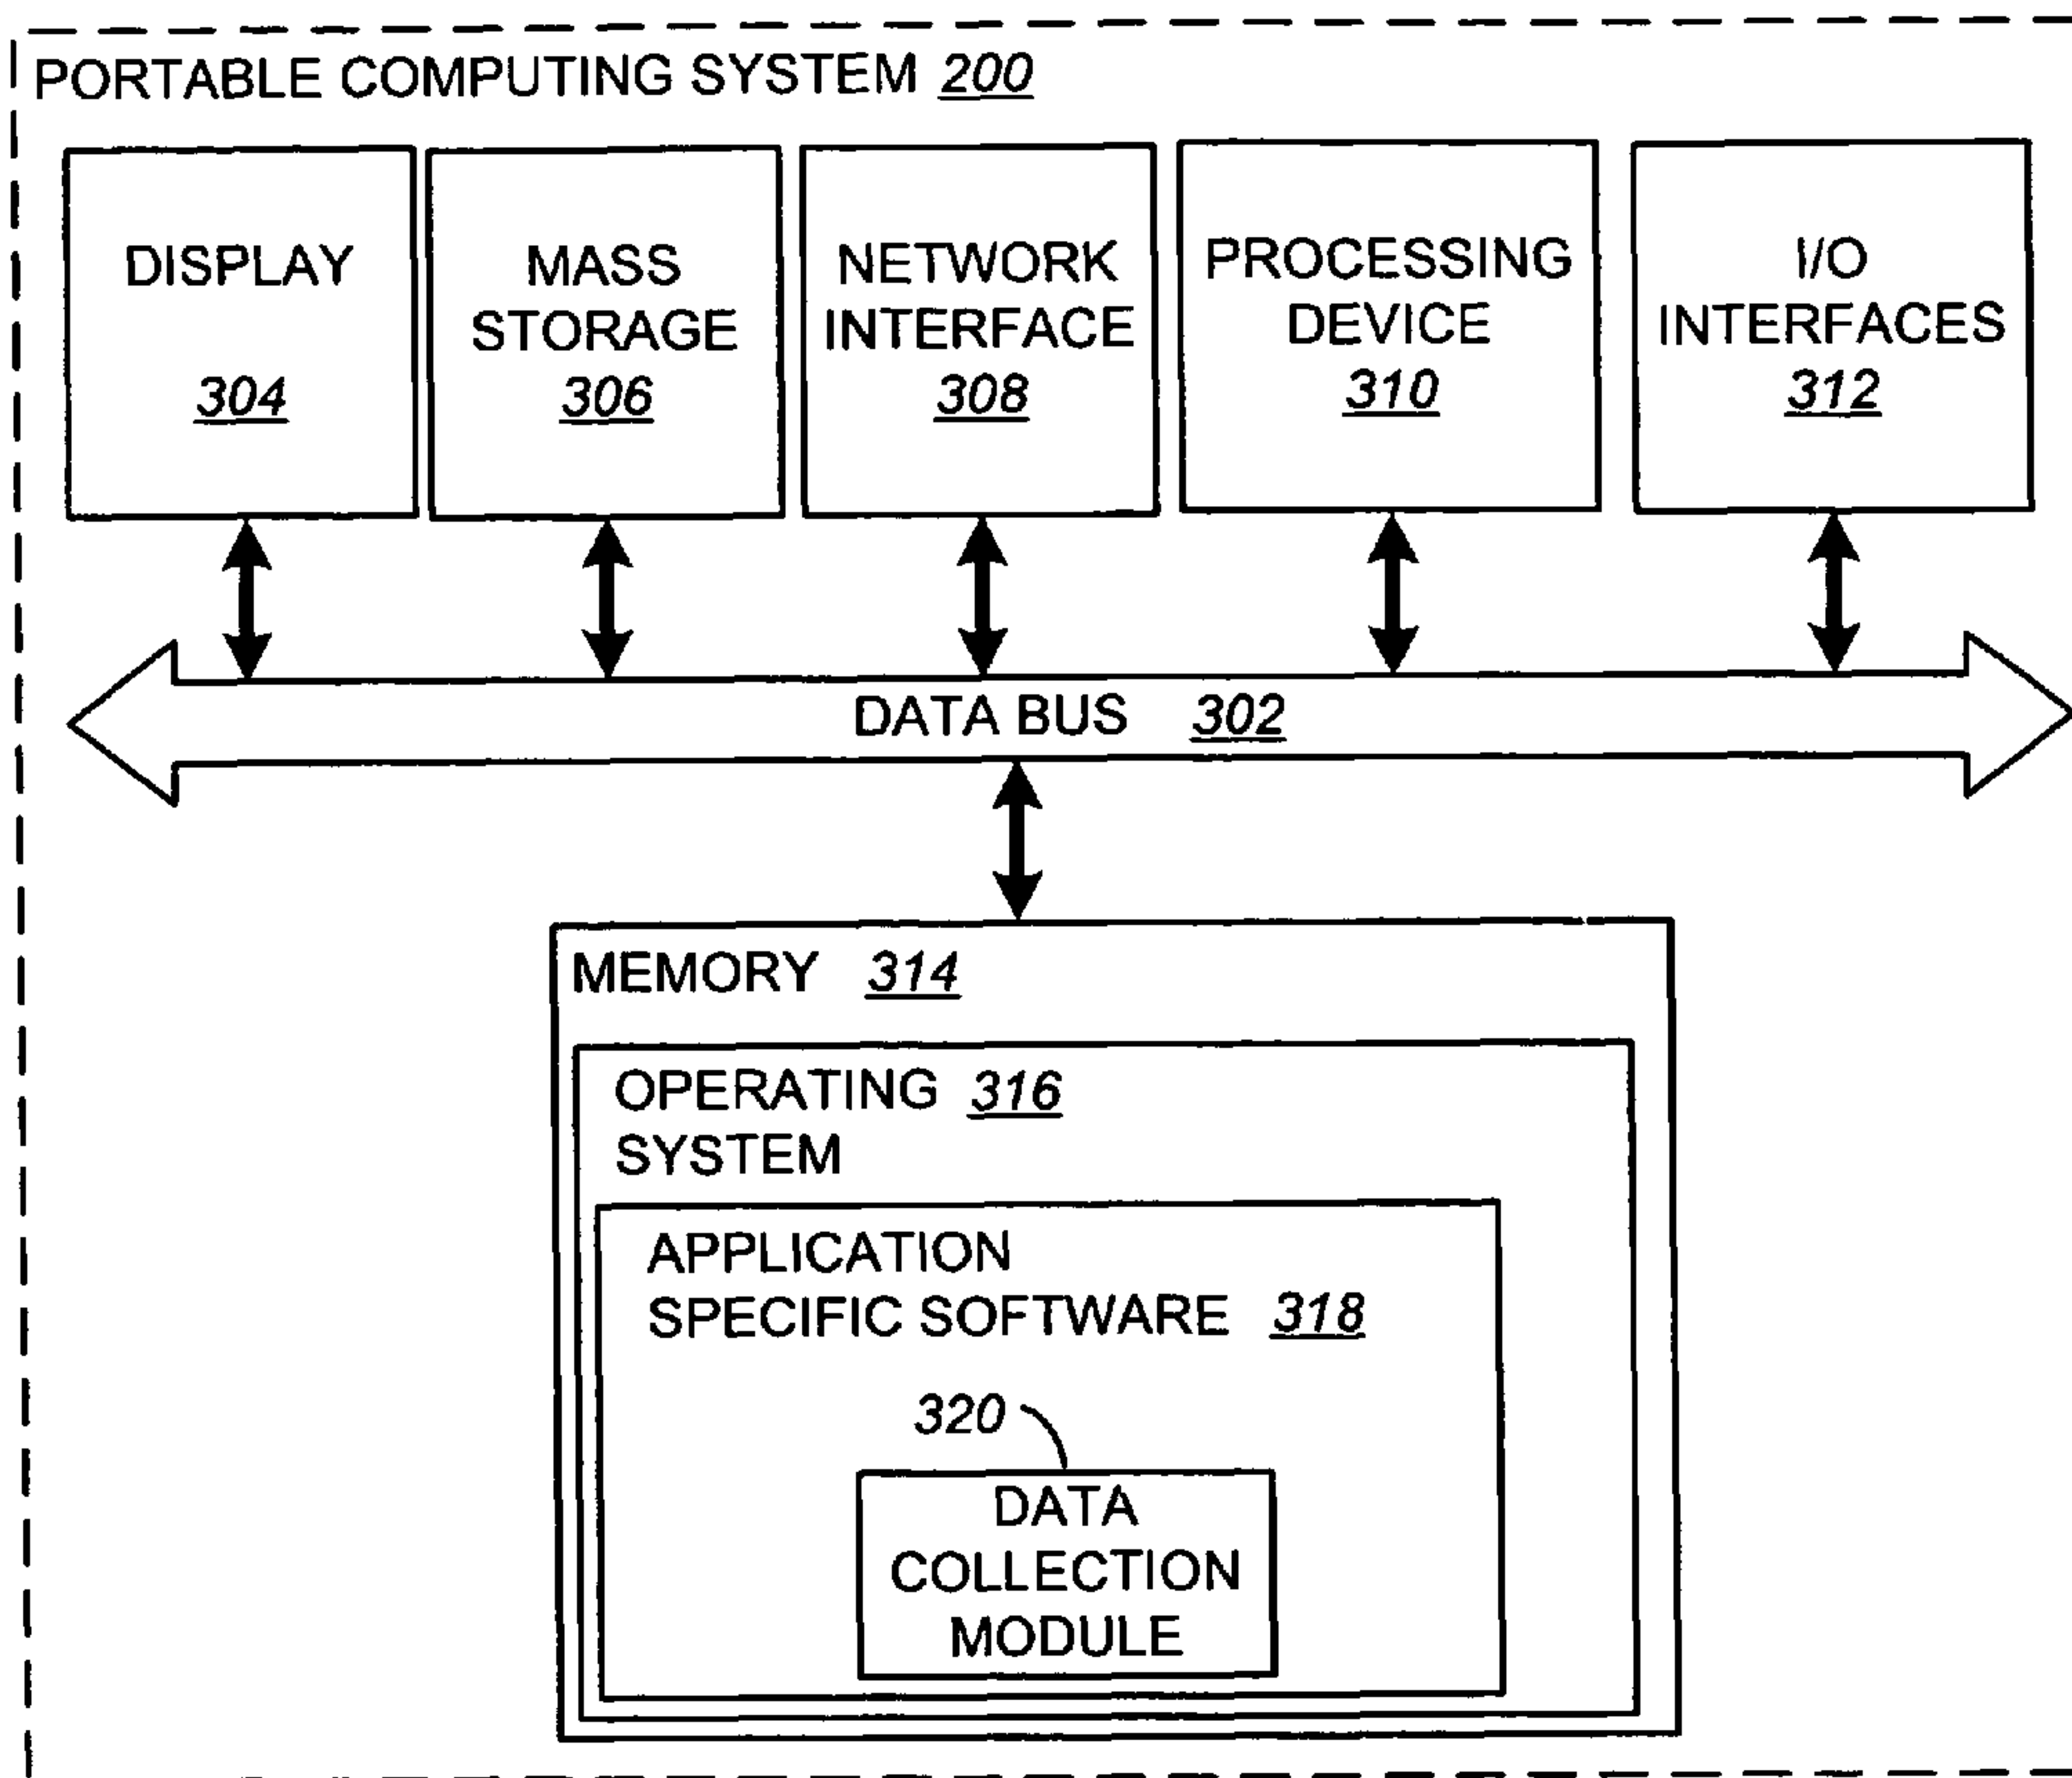 PORTABLE COMPUTING SYSTEM 200
DISPLAY
304
MASS
STORAGE
306
NETWORK
INTERFACE
308
PROCESSING
DEVICE
310
I/O
INTERFACES
312
DATA BUS 302
MEMORY 314
OPERATING 316
SYSTEM
APPLICATION
SPECIFIC SOFTWARE 318
320
DATA
COLLECTION
MODULE